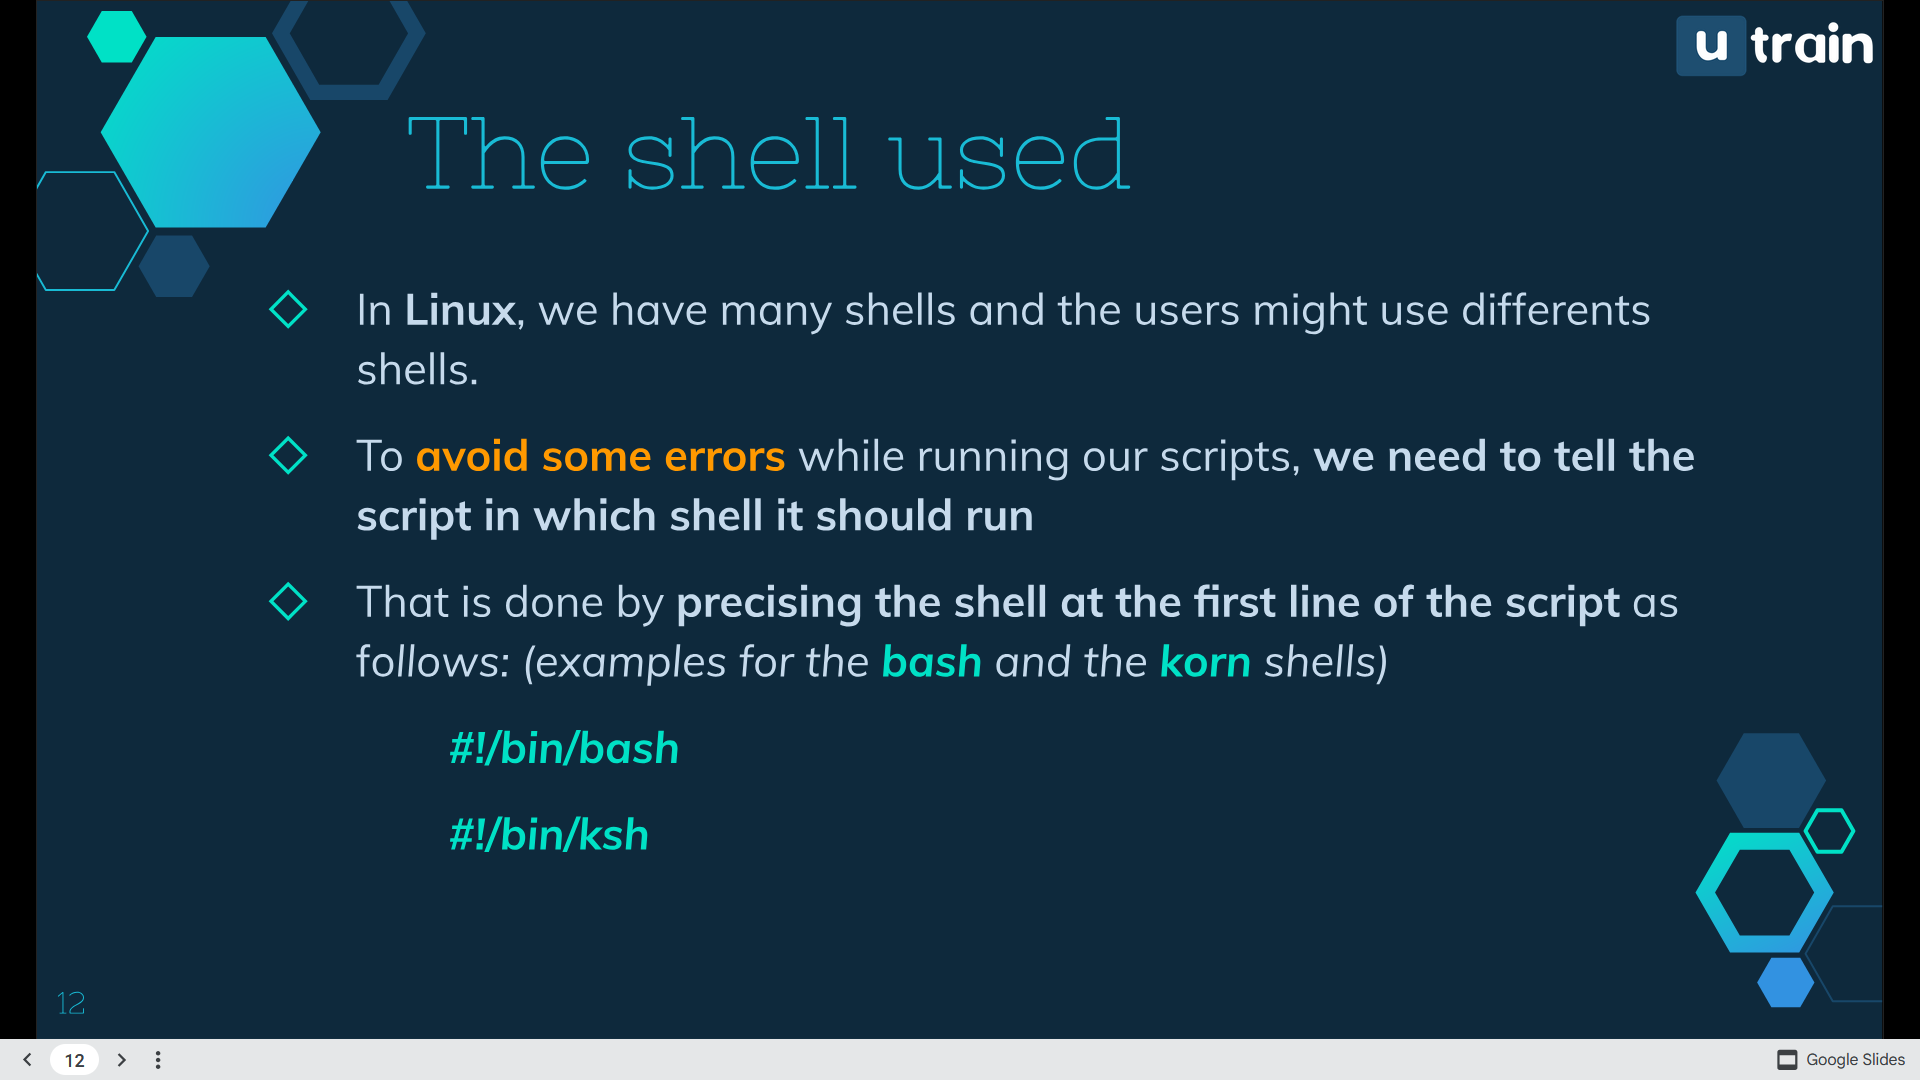 u train
The shell used
In Linux, we have many shells and the users might use differents
shells.
To avoid some errors while running our scripts, we need to tell the
script in which shell it should run
That is done by precising the shell at the first line of the script as
follows: (examples for the bash and the korn shells)
#!/bin/bash
#!/bin/ksh
12
12
Google Slides